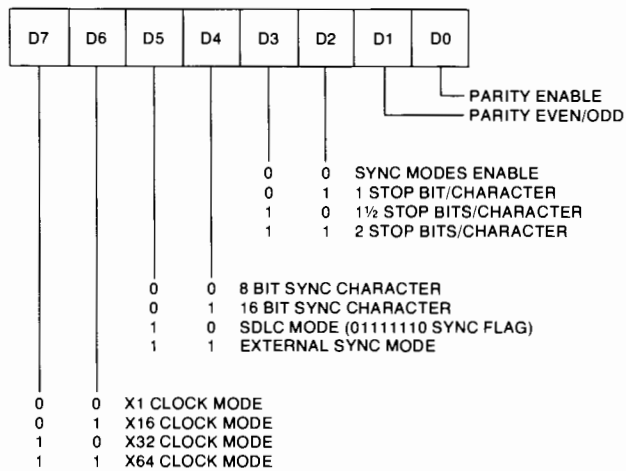 D7 D6 D5 D4 D3 D2 D1 D0
PARITY ENABLE
PARITY EVEN/ODD
0 0 SYNC MODES ENABLE
0 1 1 STOP BIT/CHARACTER
1 0 1½ STOP BITS/CHARACTER
1 1 2 STOP BITS/CHARACTER
0 0 8 BIT SYNC CHARACTER
0 1 16 BIT SYNC CHARACTER
1 0 SDLC MODE (01111110 SYNC FLAG)
1 1 EXTERNAL SYNC MODE
0 0 X1 CLOCK MODE
0 1 X16 CLOCK MODE
1 0 X32 CLOCK MODE
1 1 X64 CLOCK MODE